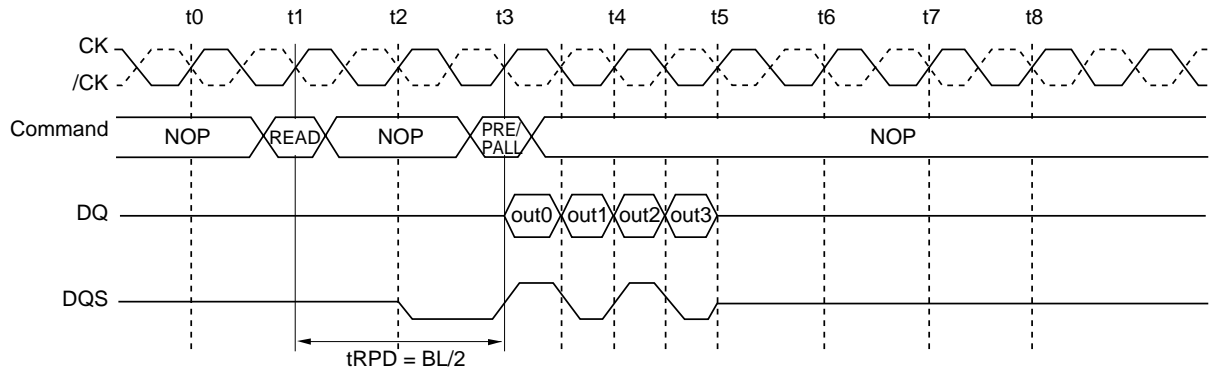 t0 t1 t2 t3 t4 t5 t6 t7 t8
CK
/CK
Command NOP READ NOP PRE/ PALL NOP
DQ out0 out1 out2 out3
DQS
tRPD = BL/2